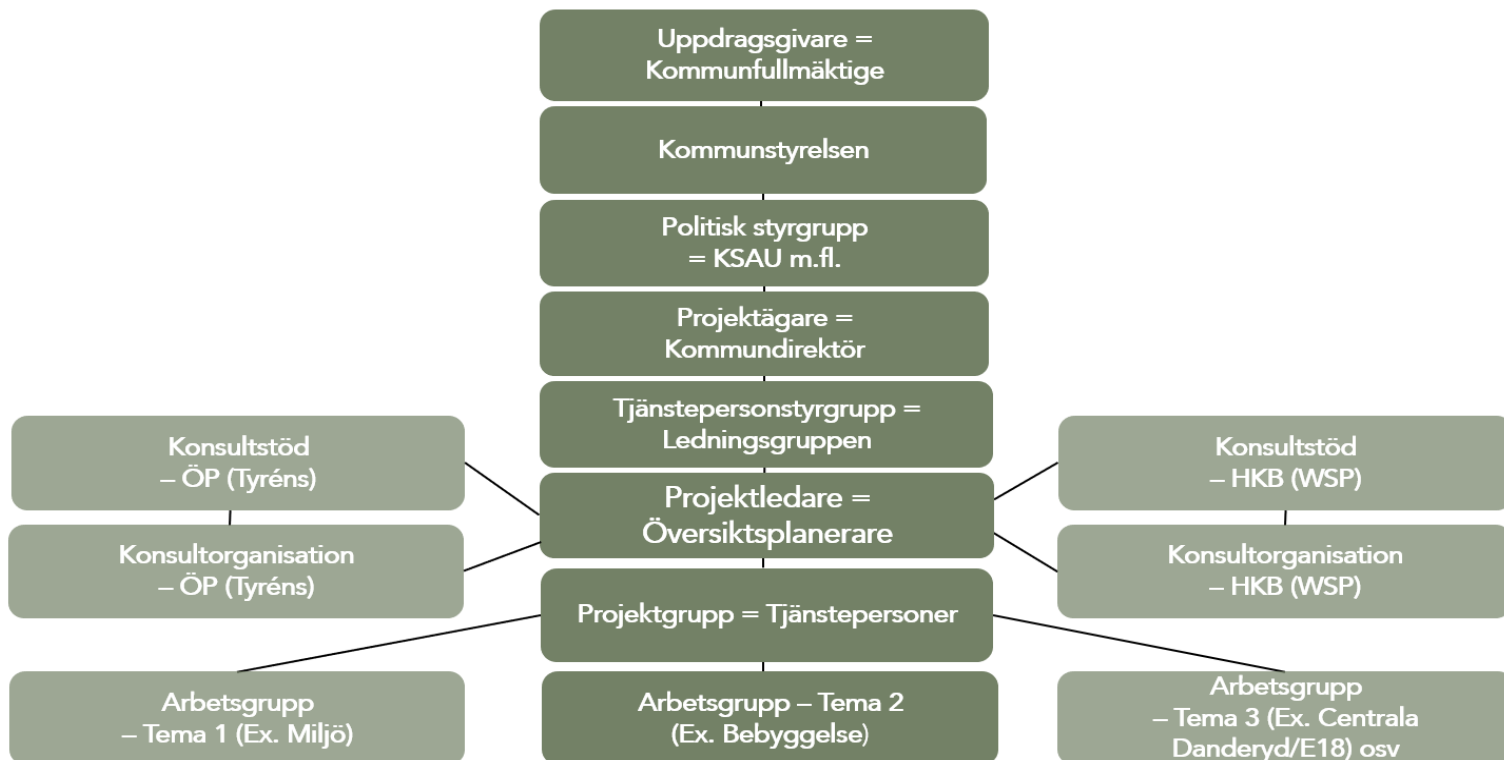 Uppdragsgivare =
Kommunfullmäktige
Kommunstyrelsen
Politisk styrgrupp
= KSAU m.fl.
Projektägare =
Kommundirektör
Tjänstepersonstyrgrupp =
Ledningsgruppen
Konsultstöd
– ÖP (Tyréns)
Konsultstöd
– HKB (WSP)
Projektledare =
Översiktsplanerare
Konsultorganisation
– ÖP (Tyréns)
Konsultorganisation
– HKB (WSP)
Projektgrupp = Tjänstepersoner
Arbetsgrupp
– Tema 1 (Ex. Miljö)
Arbetsgrupp – Tema 2
(Ex. Bebyggelse)
Arbetsgrupp
– Tema 3 (Ex. Centrala
Danderyd/E18) osv